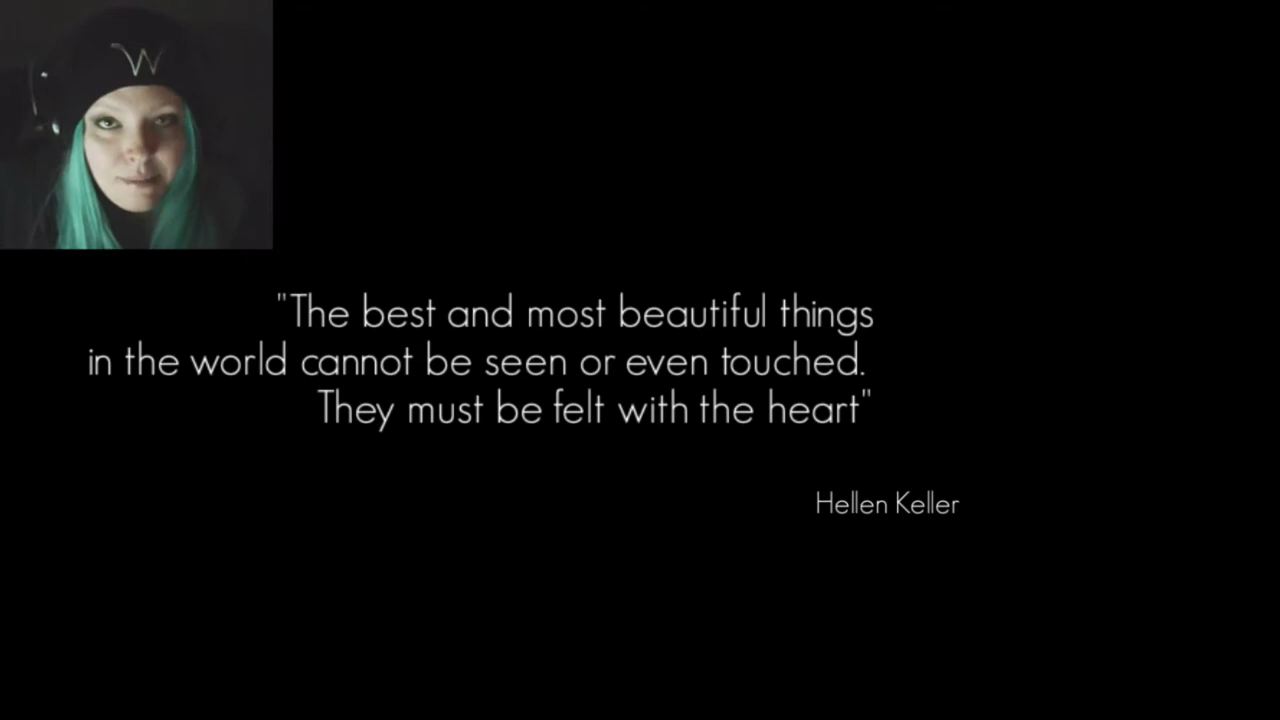 W
"The best and most beautiful things
in the world cannot be seen or even touched.
They must be felt with the heart"
Hellen Keller